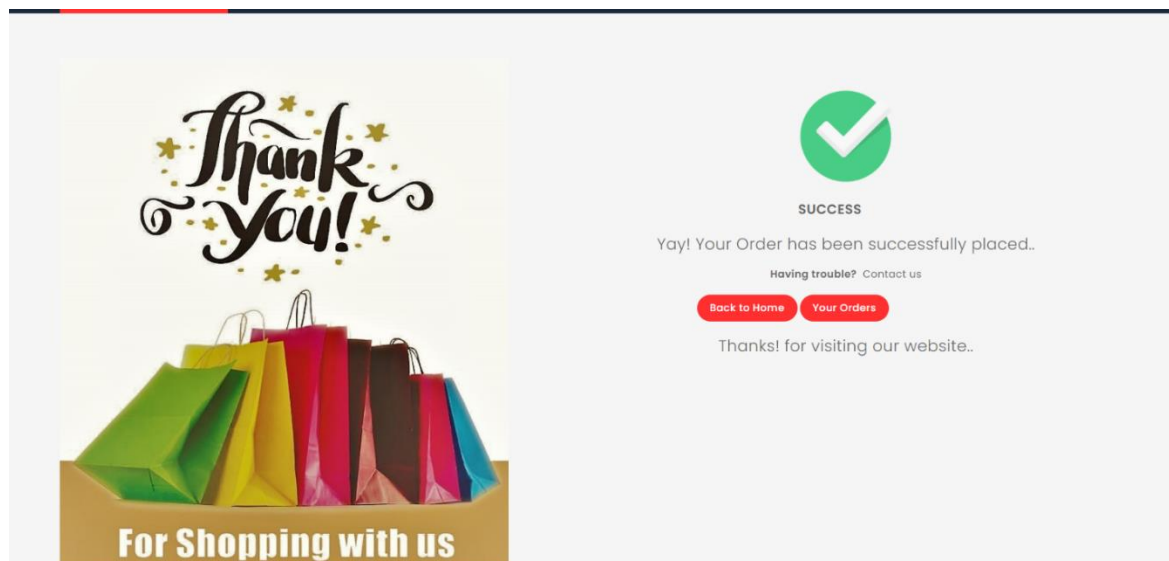 Thank
You!
For Shopping with us
SUCCESS
Yay! Your Order has been successfully placed..
Having trouble? Contact us
Back to Home Your Orders
Thanks! for visiting our website..